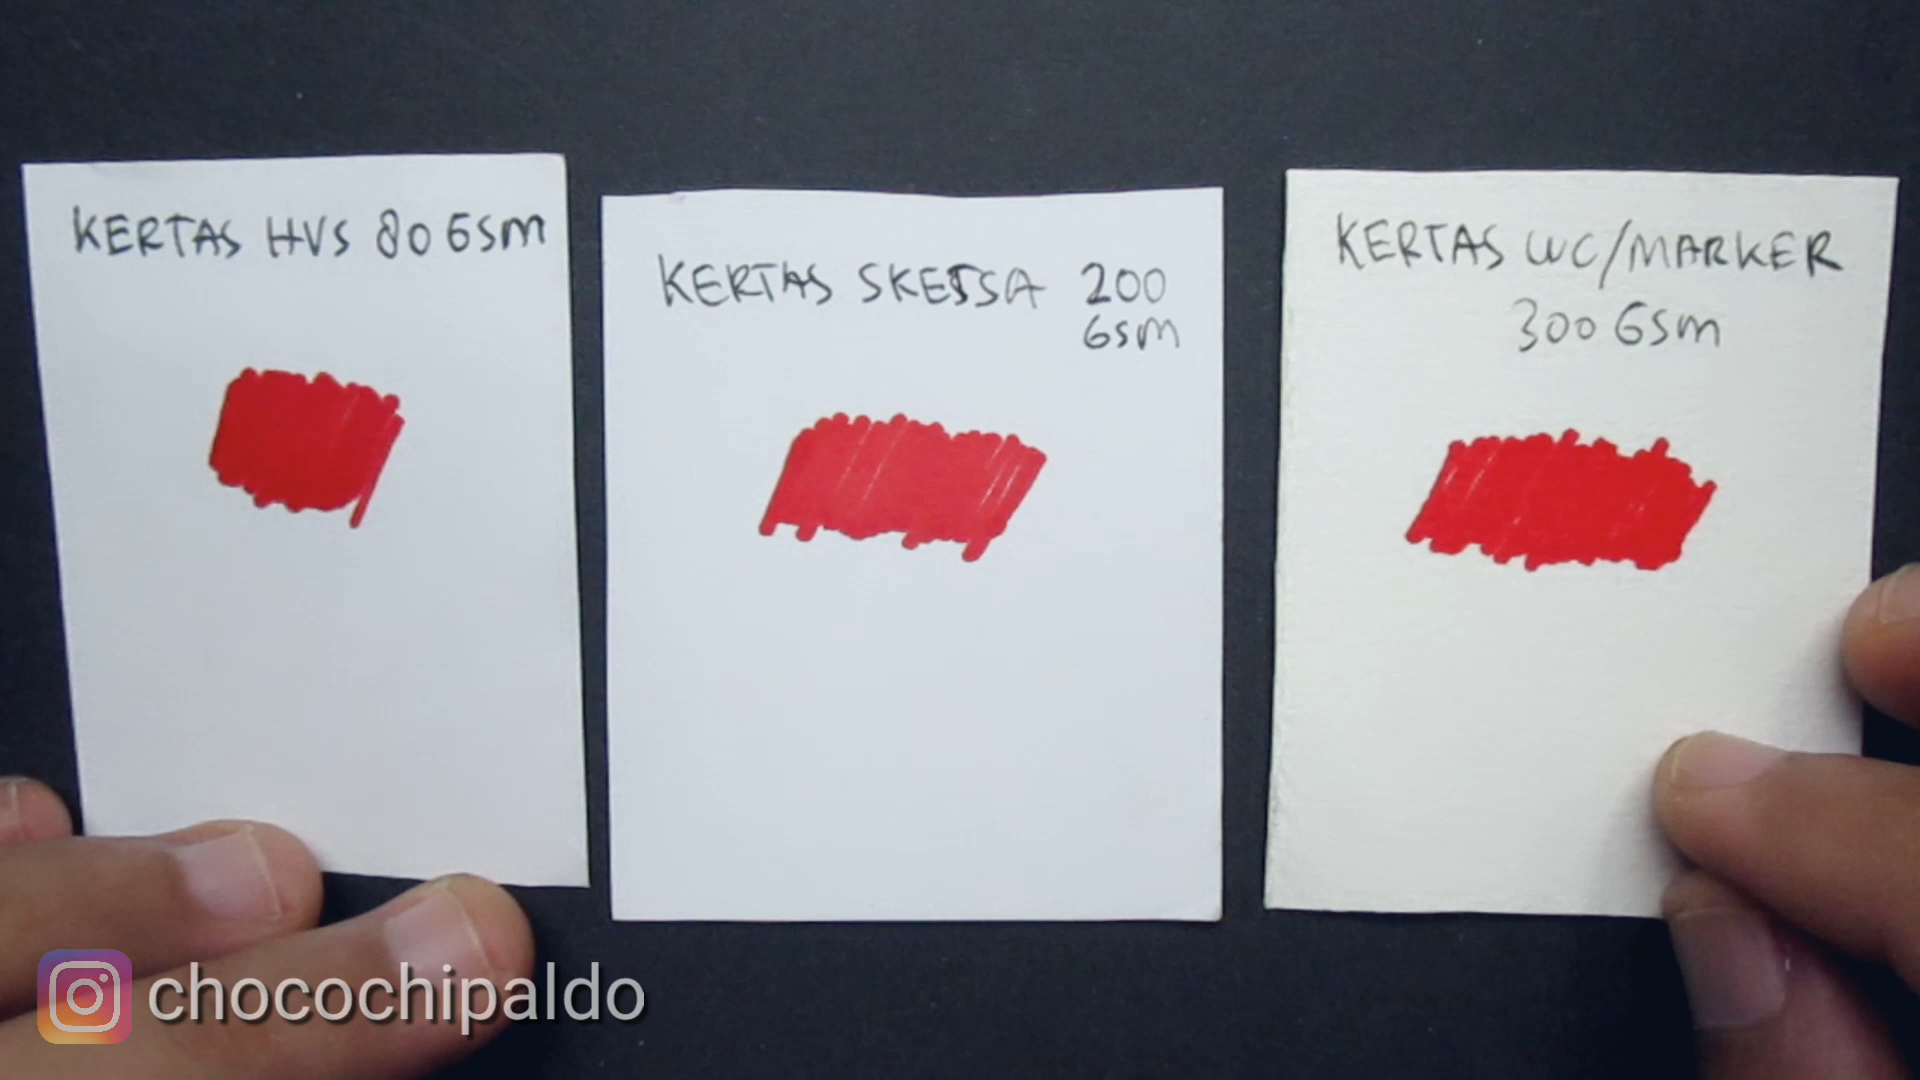 KERTAS HVS 80 GSM
KERTAS SKETSA 200
GSM
KERTAS WC/MARKER
300 GSM
chocochipaldo